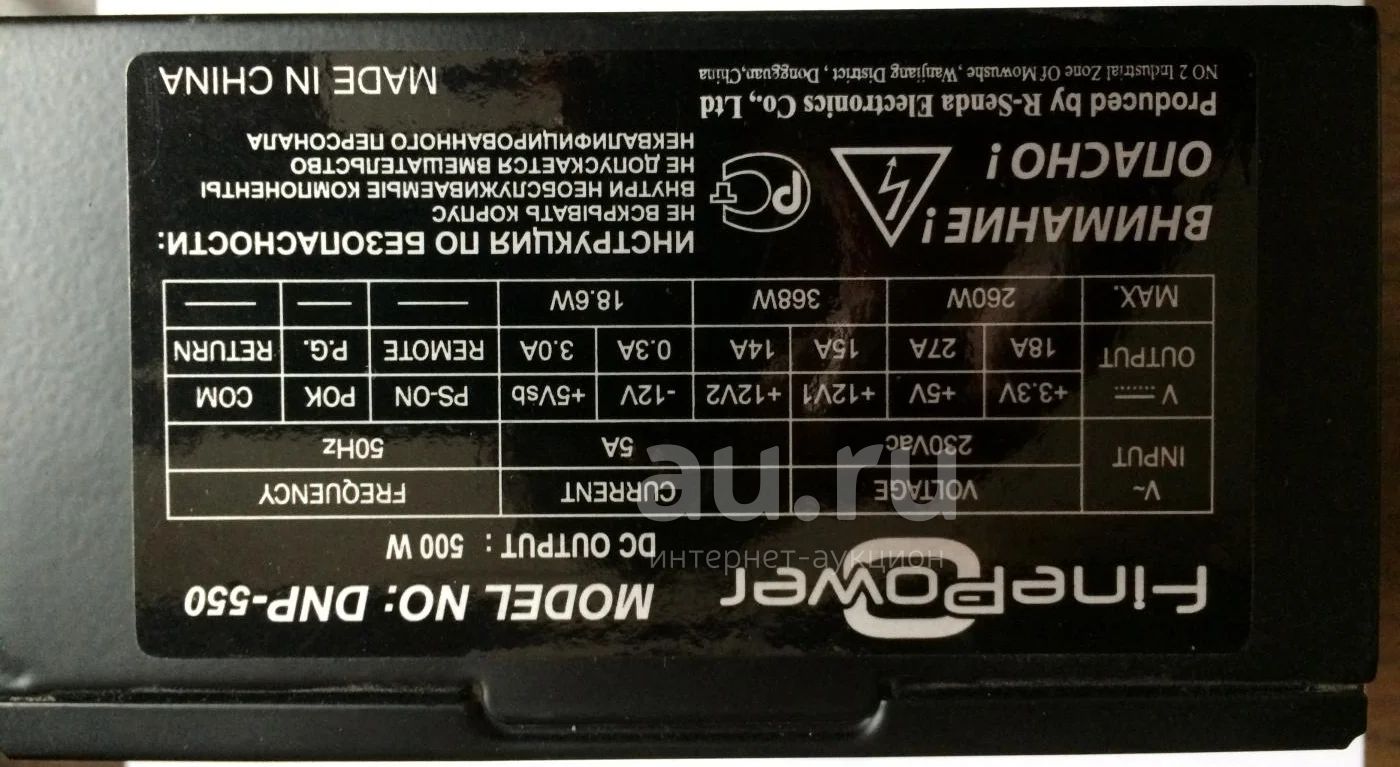 FinePower
MODEL NO: DNP-550
DC OUTPUT : 500 W
V~ INPUT VOLTAGE CURRENT FREQUENCY
230Vac 5A 50Hz
V +3.3V +5V +12V1 +12V2 -12V +5Vsb PS-ON POK COM
OUTPUT 18A 27A 15A 14A 0.3A 3.0A REMOTE P.G. RETURN
MAX. 260W 368W 18.6W —— —— ——
ВНИМАНИЕ!
ОПАСНО!
РСТ
ИНСТРУКЦИЯ ПО БЕЗОПАСНОСТИ:
НЕ ВСКРЫВАТЬ КОРПУС
ВНУТРИ НЕОБСЛУЖИВАЕМЫЕ КОМПОНЕНТЫ
НЕ ДОПУСКАЕТСЯ ВМЕШАТЕЛЬСТВО
НЕКВАЛИФИЦИРОВАННОГО ПЕРСОНАЛА
Produced by R-Senda Electronics Co., Ltd
NO 2 Industrial Zone Of Mowushe , Wanjiang District , Dongguan,China
MADE IN CHINA
au.ru
интернет-аукцион